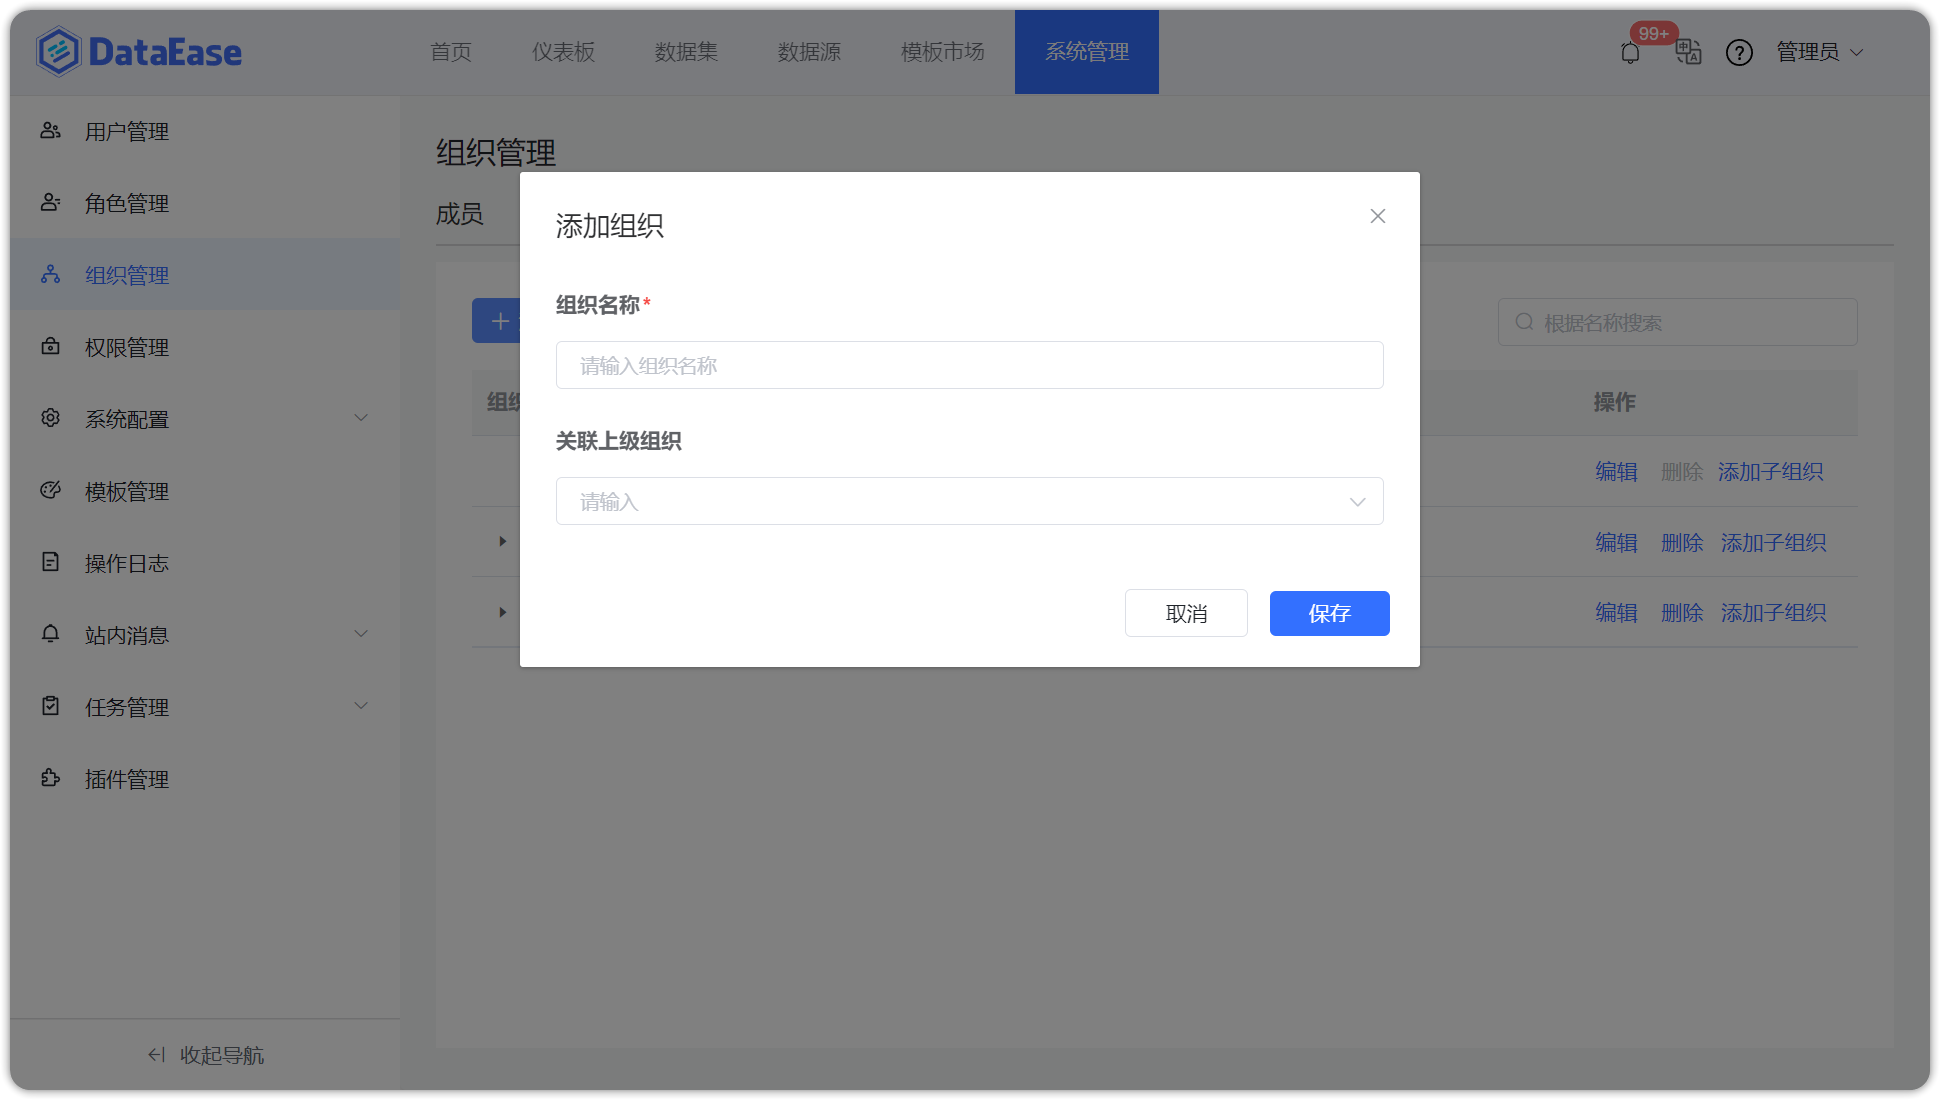 DataEase
首页
仪表板
数据集
数据源
模板市场
系统管理
99+
管理员
用户管理
角色管理
组织管理
权限管理
系统配置
模板管理
操作日志
站内消息
任务管理
插件管理
收起导航
组织管理
成员
根据名称搜索
组织
操作
编辑 删除 添加子组织
编辑 删除 添加子组织
编辑 删除 添加子组织
添加组织
组织名称*
请输入组织名称
关联上级组织
请输入
取消
保存